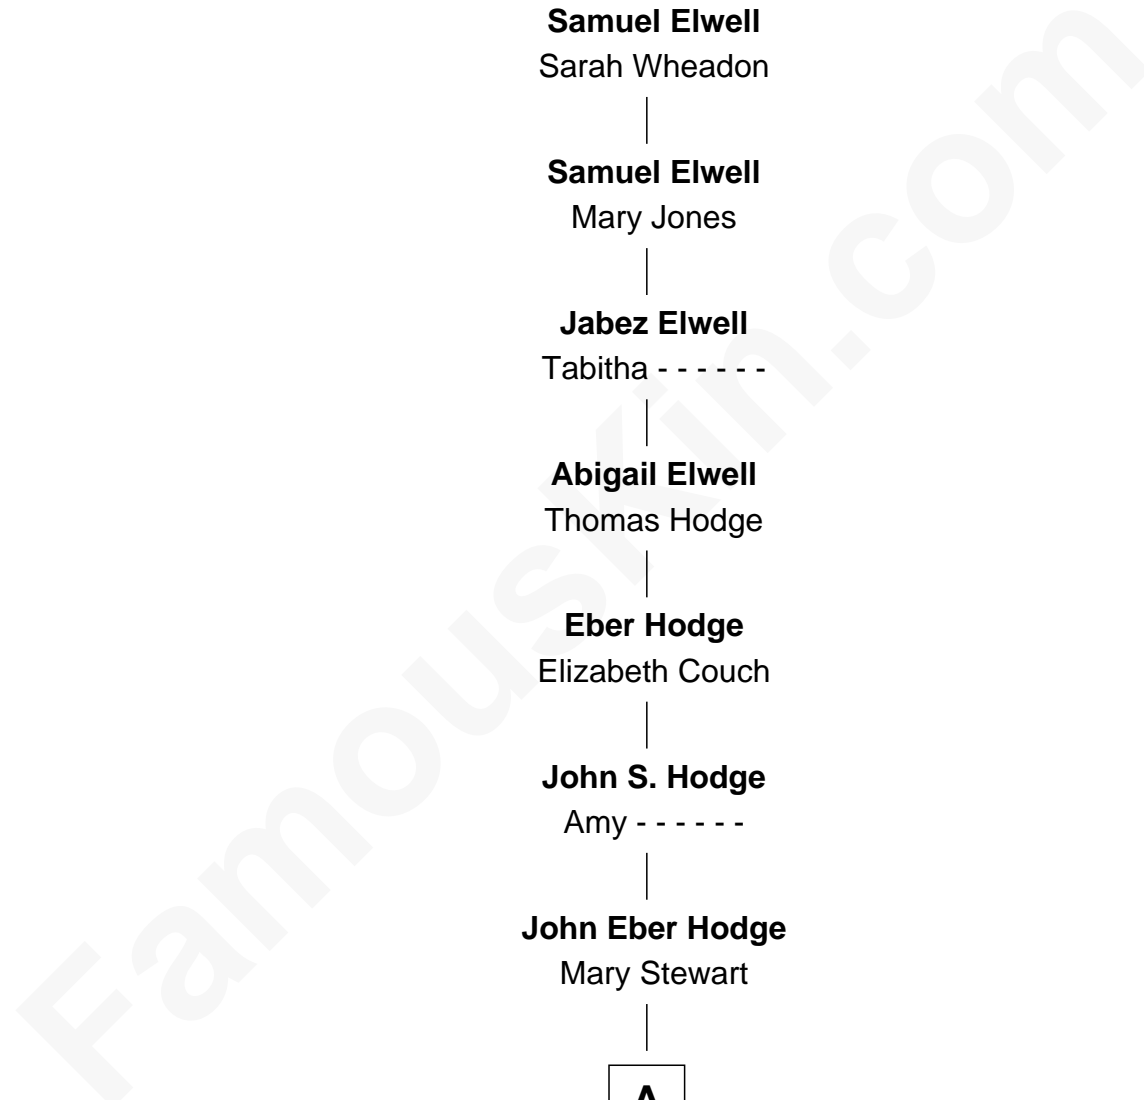 Samuel Elwell
Sarah Wheadon
Samuel Elwell
Mary Jones
Jabez Elwell
Tabitha - - - - - -
Abigail Elwell
Thomas Hodge
Eber Hodge
Elizabeth Couch
John S. Hodge
Amy - - - - - -
John Eber Hodge
Mary Stewart
A
FamousKin.com